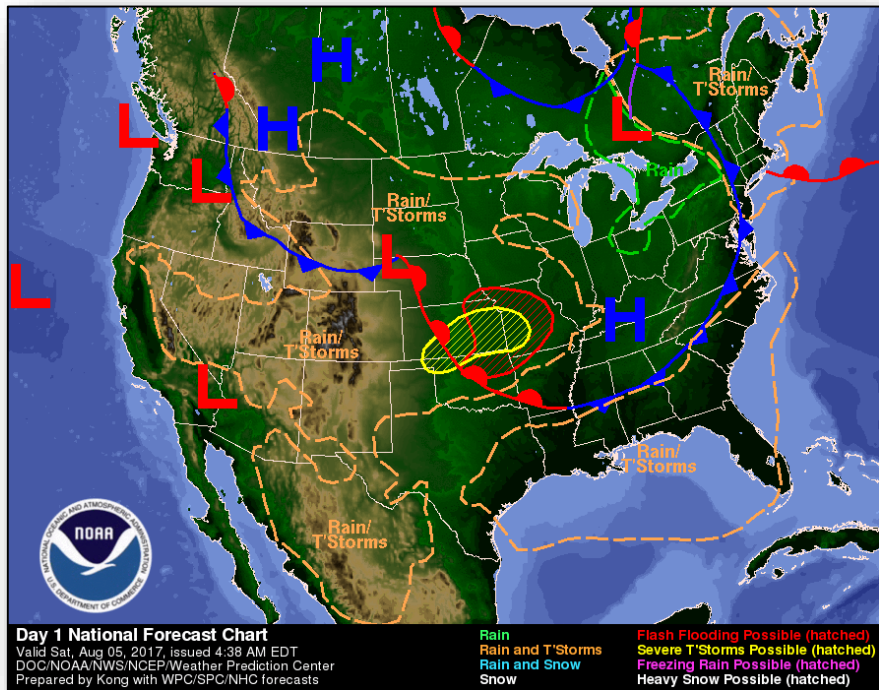 H
Rain/
T'Storms
L
H
L
Rain
L
Rain/
T'Storms
L
L
H
Rain/
T'Storms
L
Rain/
T'Storms
Rain/
T'Storms
NATIONAL OCEANIC AND ATMOSPHERIC ADMINISTRATION
NOAA
U.S. DEPARTMENT OF COMMERCE
Day 1 National Forecast Chart
Valid Sat, Aug 05, 2017, issued 4:38 AM EDT
DOC/NOAA/NWS/NCEP/Weather Prediction Center
Prepared by Kong with WPC/SPC/NHC forecasts
Rain
Rain and T'Storms
Rain and Snow
Snow
Flash Flooding Possible (hatched)
Severe T'Storms Possible (hatched)
Freezing Rain Possible (hatched)
Heavy Snow Possible (hatched)